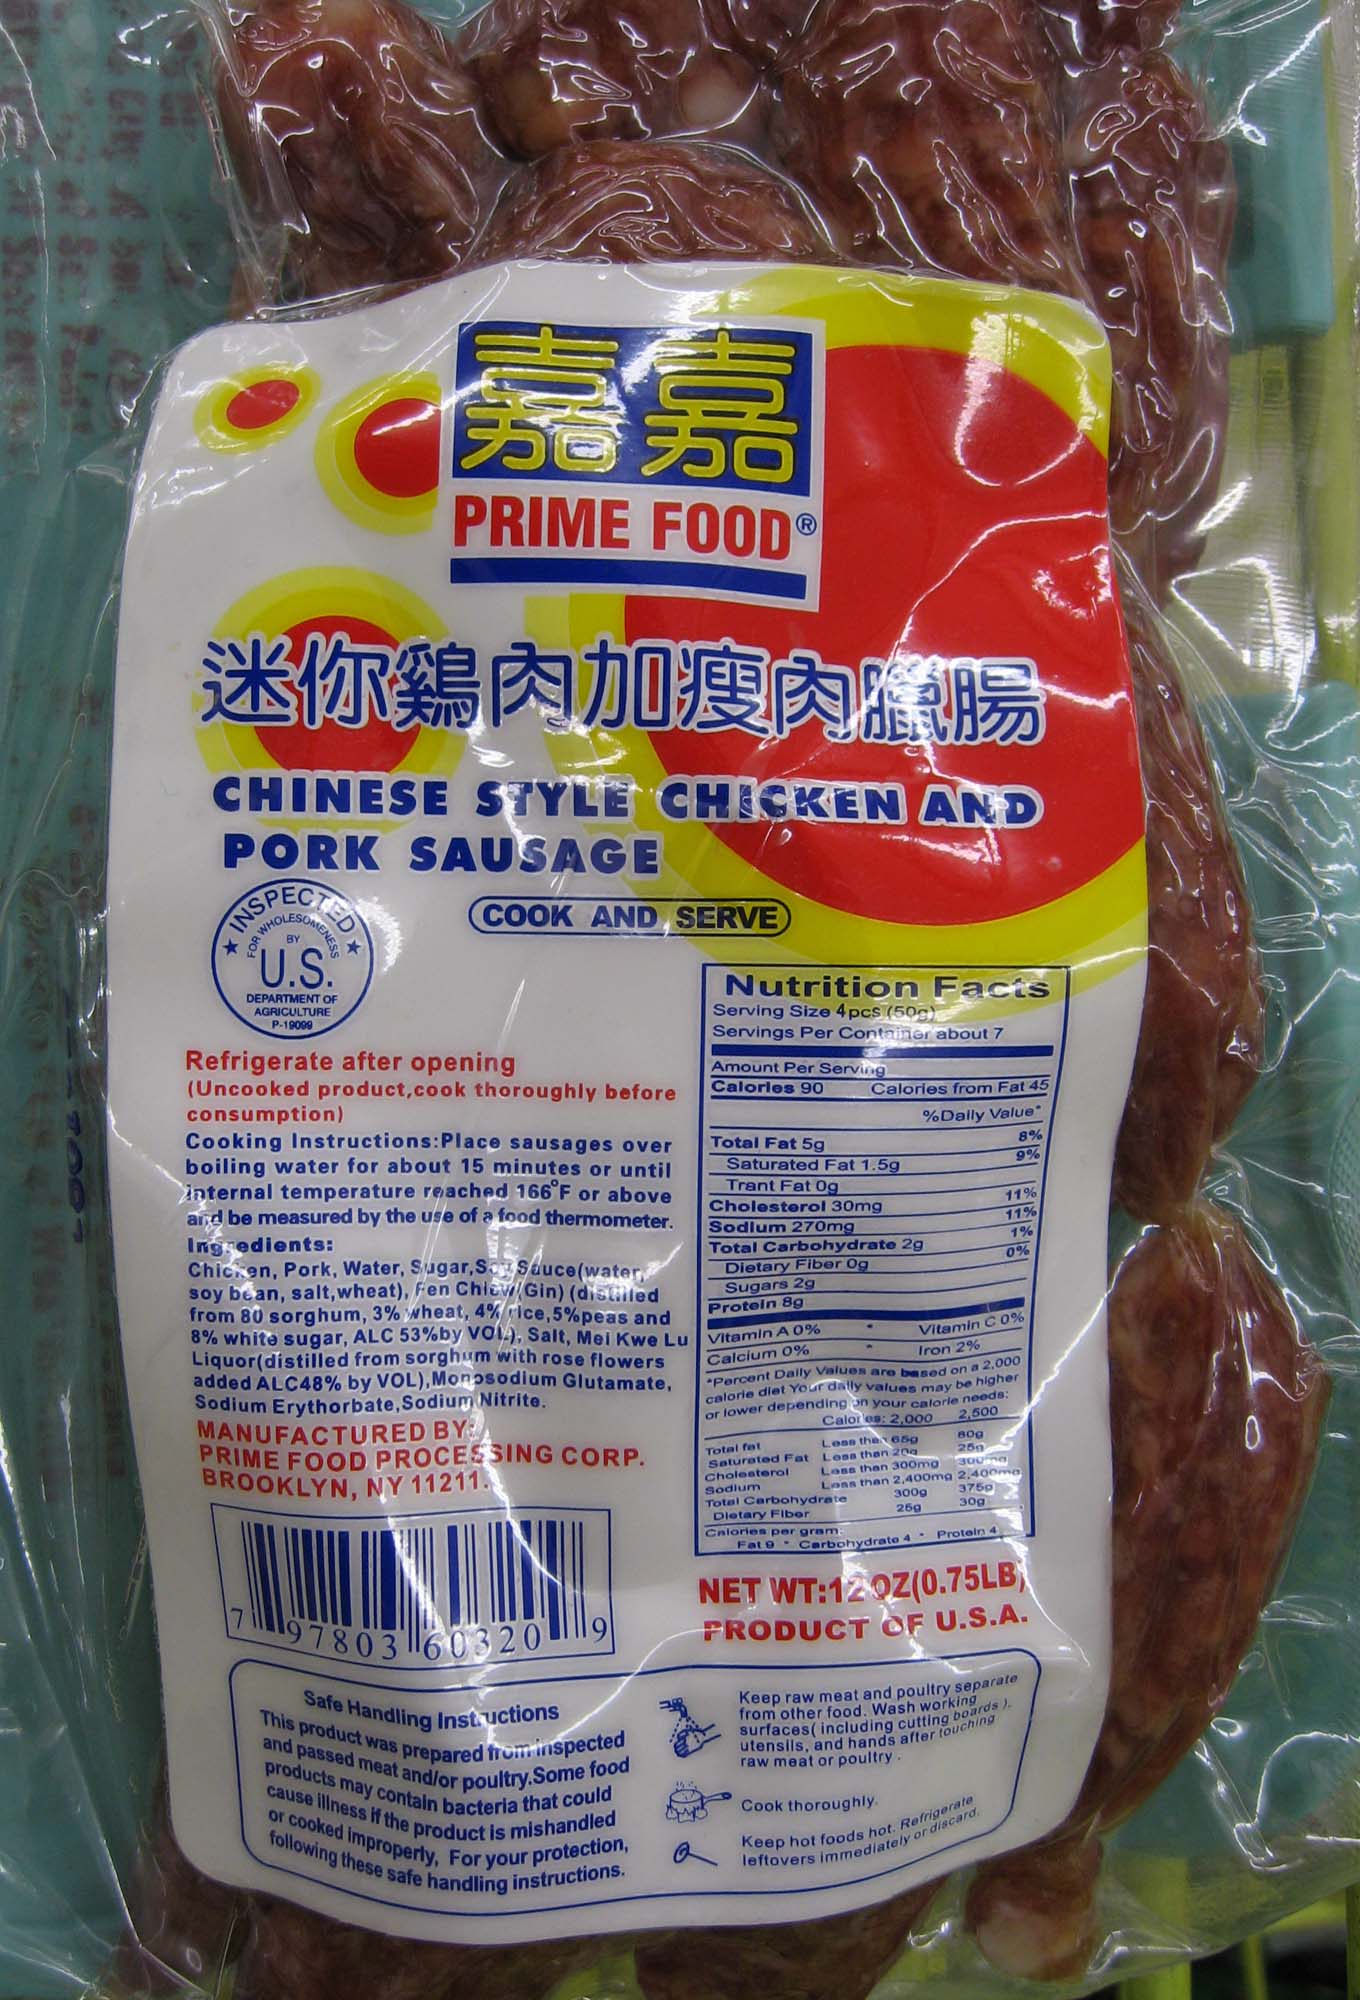 嘉嘉
PRIME FOOD®
迷你鷄肉加瘦肉臘腸
CHINESE STYLE CHICKEN AND
PORK SAUSAGE
COOK AND SERVE
INSPECTED
FOR WHOLESOMENESS
BY
U.S.
DEPARTMENT OF
AGRICULTURE
P-19099
Refrigerate after opening
(Uncooked product,cook thoroughly before
consumption)
Cooking Instructions:Place sausages over
boiling water for about 15 minutes or until
internal temperature reached 166°F or above
and be measured by the use of a food thermometer.
Ingredients:
Chicken, Pork, Water, Sugar,Soy Sauce(water,
soy bean, salt,wheat), Fen Chiew(Gin) (distilled
from 80 sorghum, 3% wheat, 4% rice,5%peas and
8% white sugar, ALC 53%by VOL), Salt, Mei Kwe Lu
Liquor(distilled from sorghum with rose flowers
added ALC48% by VOL),Monosodium Glutamate,
Sodium Erythorbate,Sodium Nitrite.
MANUFACTURED BY:
PRIME FOOD PROCESSING CORP.
BROOKLYN, NY 11211.
7 97803 60320 9
Nutrition Facts
Serving Size 4pcs (50g)
Servings Per Container about 7
Amount Per Serving
Calories 90 Calories from Fat 45
%Daily Value*
Total Fat 5g 8%
Saturated Fat 1.5g 9%
Trant Fat 0g
Cholesterol 30mg 11%
Sodium 270mg 11%
Total Carbohydrate 2g 1%
Dietary Fiber 0g 0%
Sugars 2g
Protein 8g
Vitamin A 0% • Vitamin C 0%
Calcium 0% • Iron 2%
*Percent Daily Values are based on a 2,000
calorie diet Your daily values may be higher
or lower depending on your calorie needs:
Calories: 2,000 2,500
Total fat Less than 65g 80g
Saturated Fat Less than 20g 25g
Cholesterol Less than 300mg 300mg
Sodium Less than 2,400mg 2,400mg
Total Carbohydrate 300g 375g
Dietary Fiber 25g 30g
Calories per gram:
Fat 9 • Carbohydrate 4 • Protein 4
NET WT:12 OZ(0.75LB)
PRODUCT OF U.S.A.
Safe Handling Instructions
This product was prepared from inspected
and passed meat and/or poultry.Some food
products may contain bacteria that could
cause illness if the product is mishandled
or cooked improperly, For your protection,
following these safe handling instructions.
Keep raw meat and poultry separate
from other food. Wash working
surfaces( including cutting boards ),
utensils, and hands after touching
raw meat or poultry.
Cook thoroughly.
Keep hot foods hot. Refrigerate
leftovers immediately or discard.